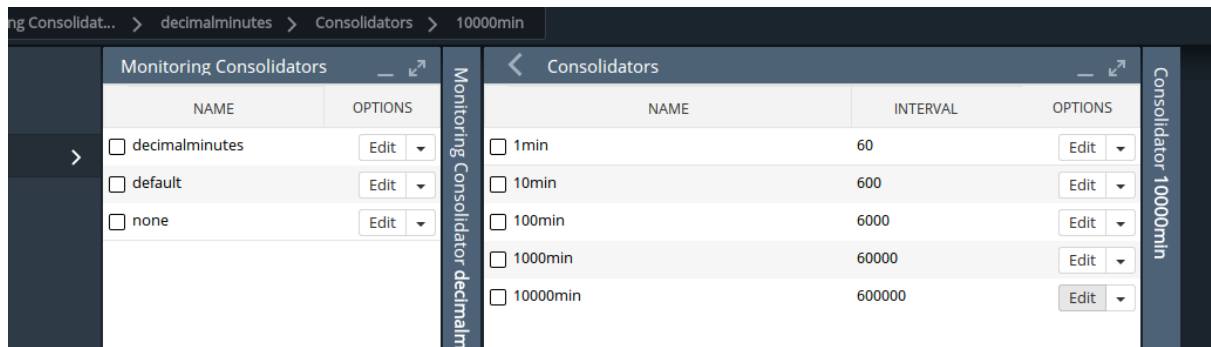 ng Consolidat... > decimalminutes > Consolidators > 10000min
Monitoring Consolidators
NAME OPTIONS
decimalminutes Edit
default Edit
none Edit
Monitoring Consolidator decimalm
Consolidators
NAME INTERVAL OPTIONS
1min 60 Edit
10min 600 Edit
100min 6000 Edit
1000min 60000 Edit
10000min 600000 Edit
Consolidator 10000min